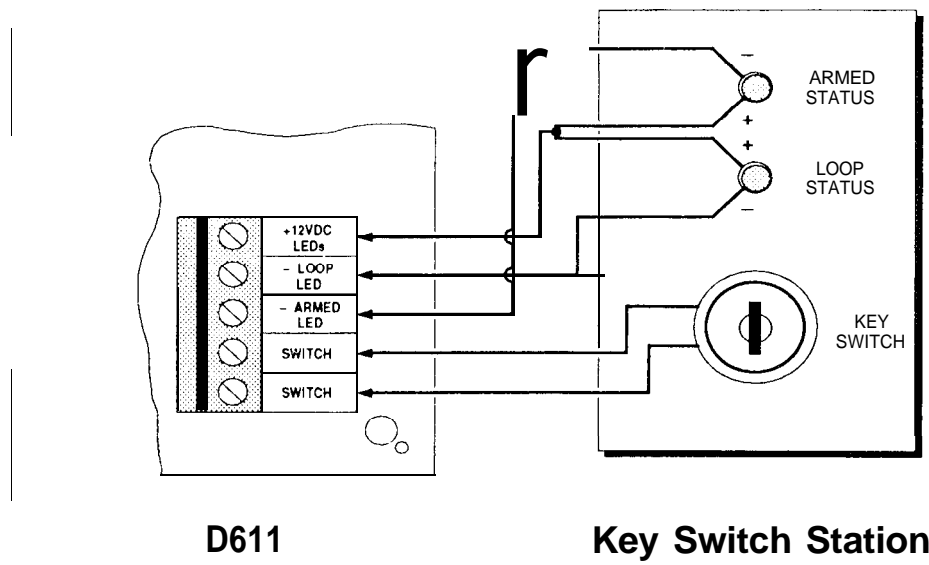 ARMED
STATUS
−
+
+
LOOP
STATUS
−
+12VDC
LEDs
− LOOP
LED
− ARMED
LED
SWITCH
SWITCH
KEY
SWITCH
D611
Key Switch Station